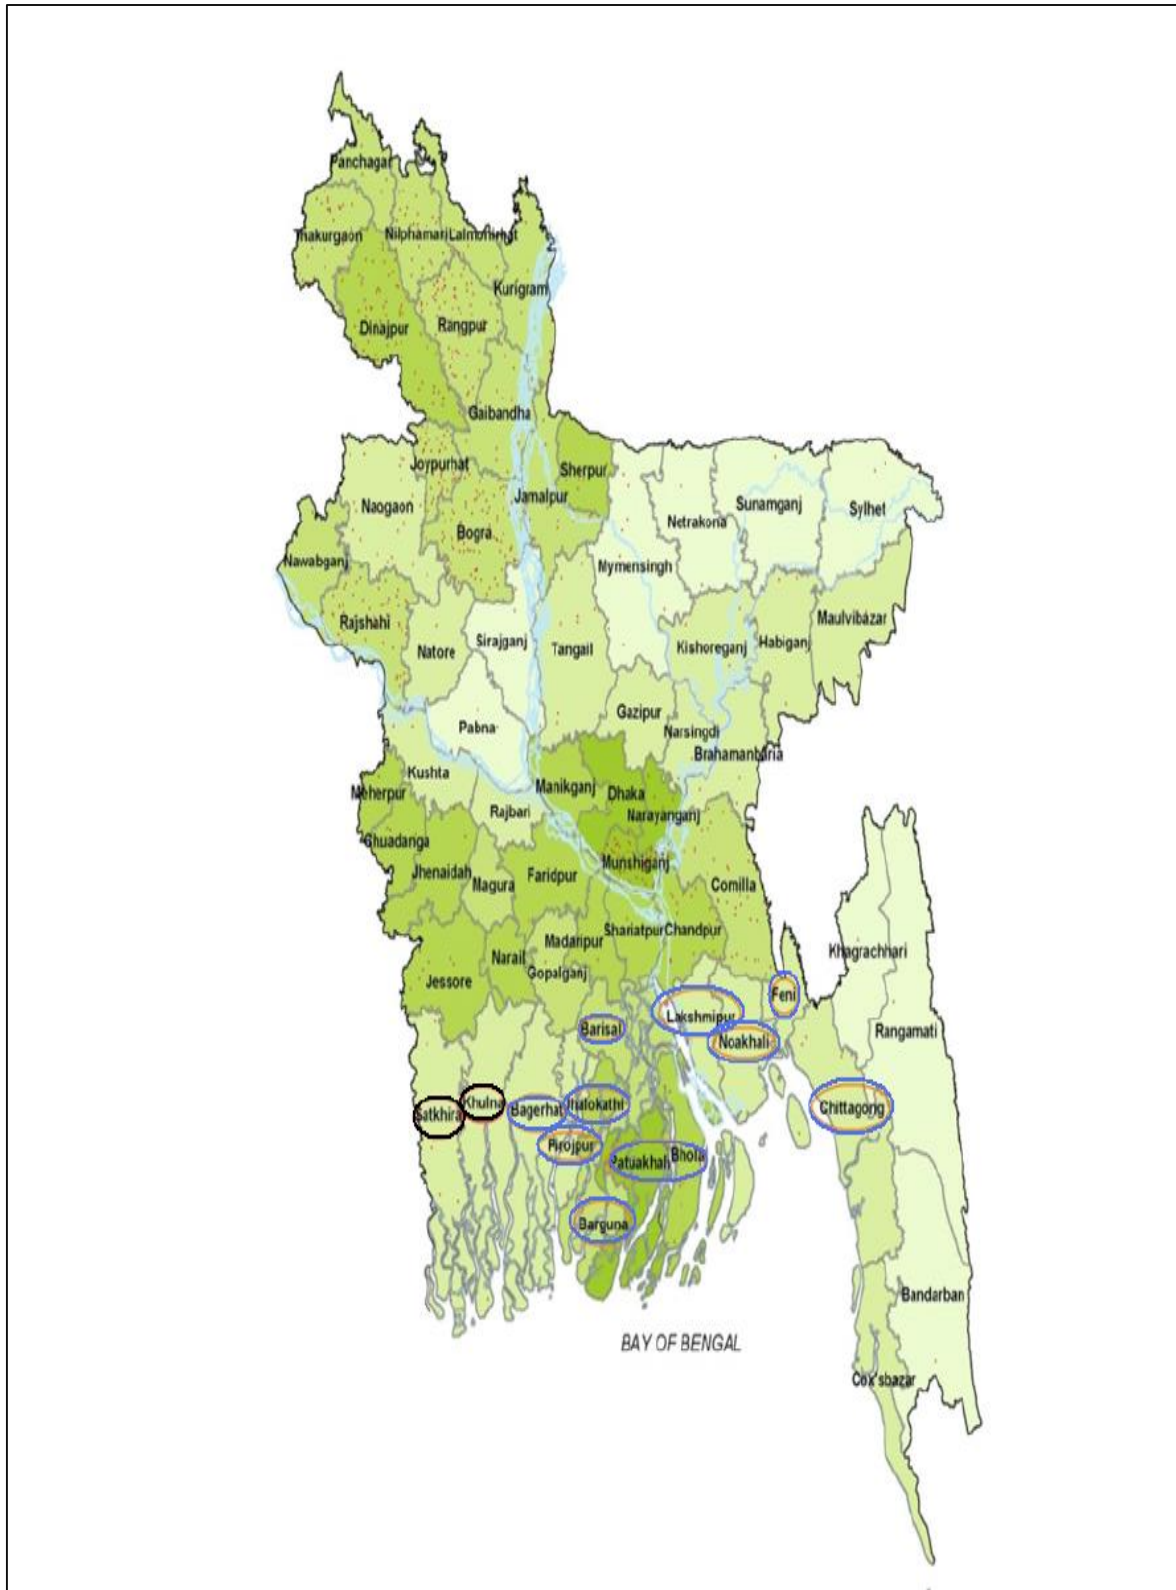 Panchagar
Thakurgaon
Nilphamari
Lalmonirhat
Kurigram
Dinajpur
Rangpur
Gaibandha
Joypurhat
Sherpur
Jamalpur
Naogaon
Bogra
Netrakona
Sunamganj
Sylhet
Nawabganj
Mymensingh
Rajshahi
Natore
Sirajganj
Tangail
Kishoreganj
Habiganj
Maulvibazar
Gazipur
Pabna
Narsingdi
Brahamanbaria
Kushta
Meherpur
Manikganj
Dhaka
Rajbari
Narayanganj
Chuadanga
Jhenaidah
Magura
Faridpur
Munshiganj
Comilla
Shariatpur
Chandpur
Madaripur
Narail
Gopalganj
Jessore
Khagrachhari
Feni
Lakshmipur
Barisal
Noakhali
Rangamati
Satkhira
Khulna
Bagerhat
Jhalokathi
Chittagong
Pirojpur
Patuakhali
Bhola
Barguna
Bandarban
BAY OF BENGAL
Cox'sbazar